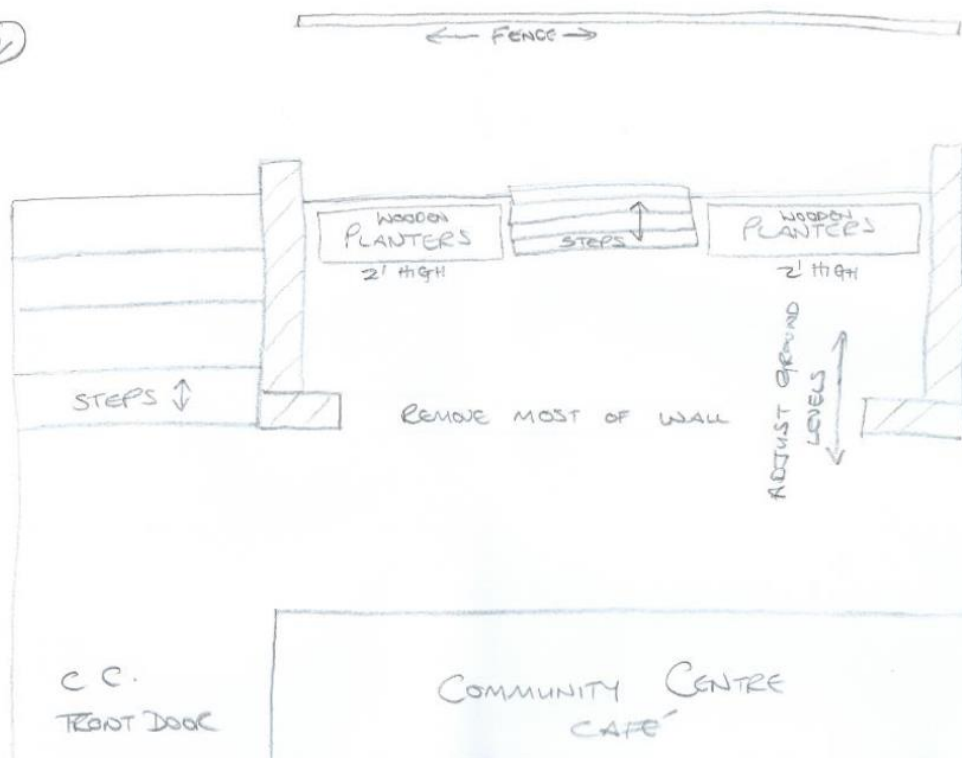 ← FENCE →
WOODEN
PLANTERS
2' HIGH
STEPS
WOODEN
PLANTERS
2' HIGH
STEPS
REMOVE MOST OF WALL
ADJUST GROUND
LEVELS
C C.
FRONT DOOR
COMMUNITY CENTRE
CAFÉ